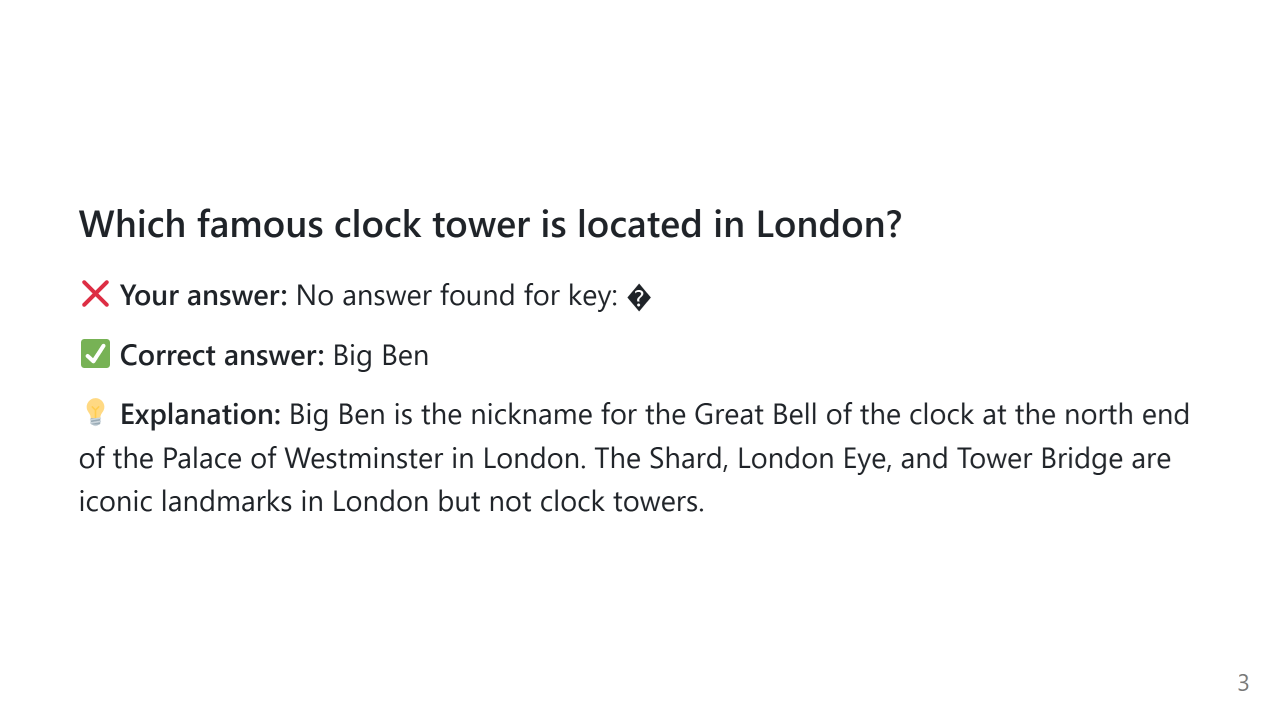 Which famous clock tower is located in London?
❌ Your answer: No answer found for key: �
✅ Correct answer: Big Ben
💡 Explanation: Big Ben is the nickname for the Great Bell of the clock at the north end
of the Palace of Westminster in London. The Shard, London Eye, and Tower Bridge are
iconic landmarks in London but not clock towers.
3